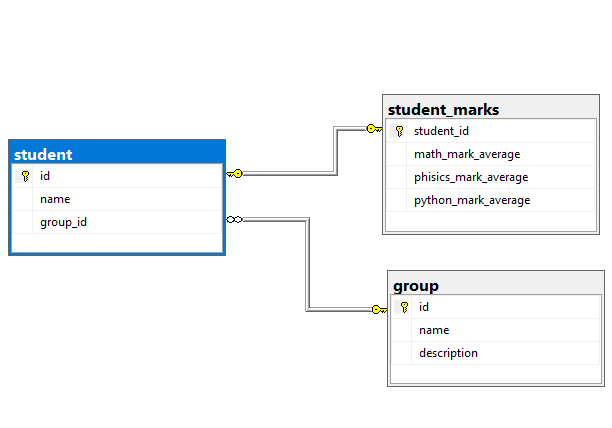 student
id
name
group_id
student_marks
student_id
math_mark_average
phisics_mark_average
python_mark_average
group
id
name
description